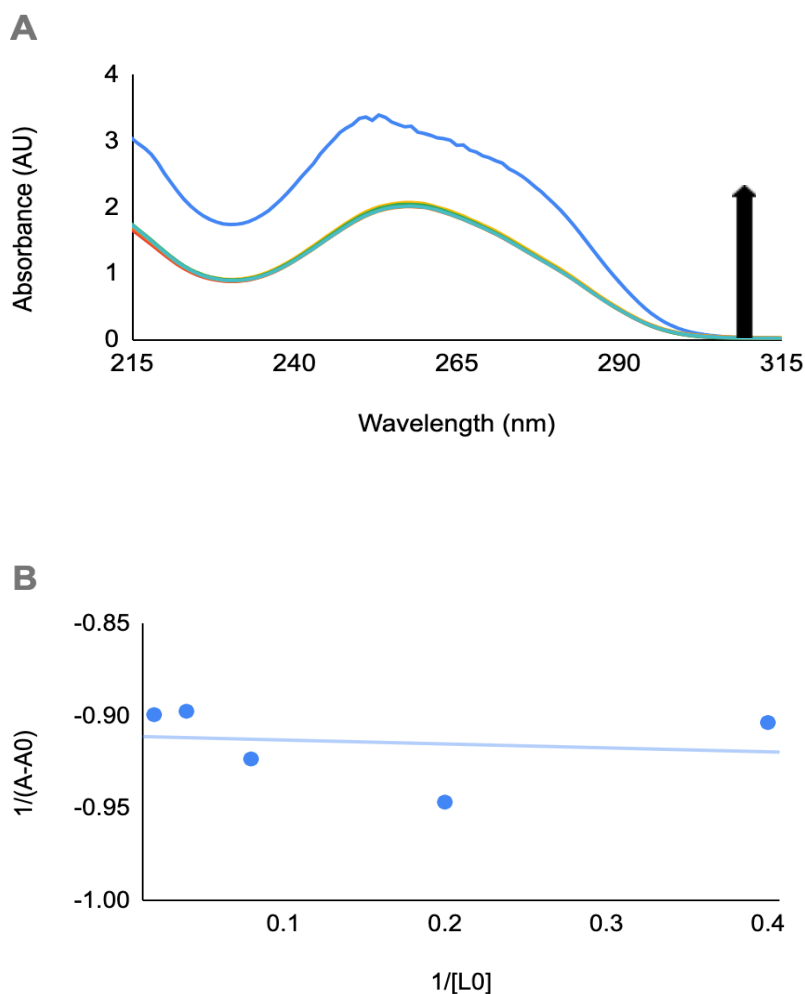 A
4
3
2
1
0
Absorbance (AU)
215 240 265 290 315
Wavelength (nm)
B
-0.85
-0.90
-0.95
-1.00
1/(A-A0)
0.1 0.2 0.3 0.4
1/[L0]